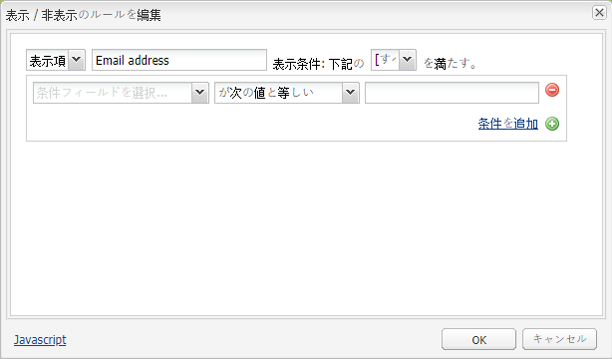 表示 / 非表示のルールを編集
表示項 Email address 表示条件: 下記の [すべ を満たす。
条件フィールドを選択... が次の値と等しい
条件を追加
Javascript OK キャンセル